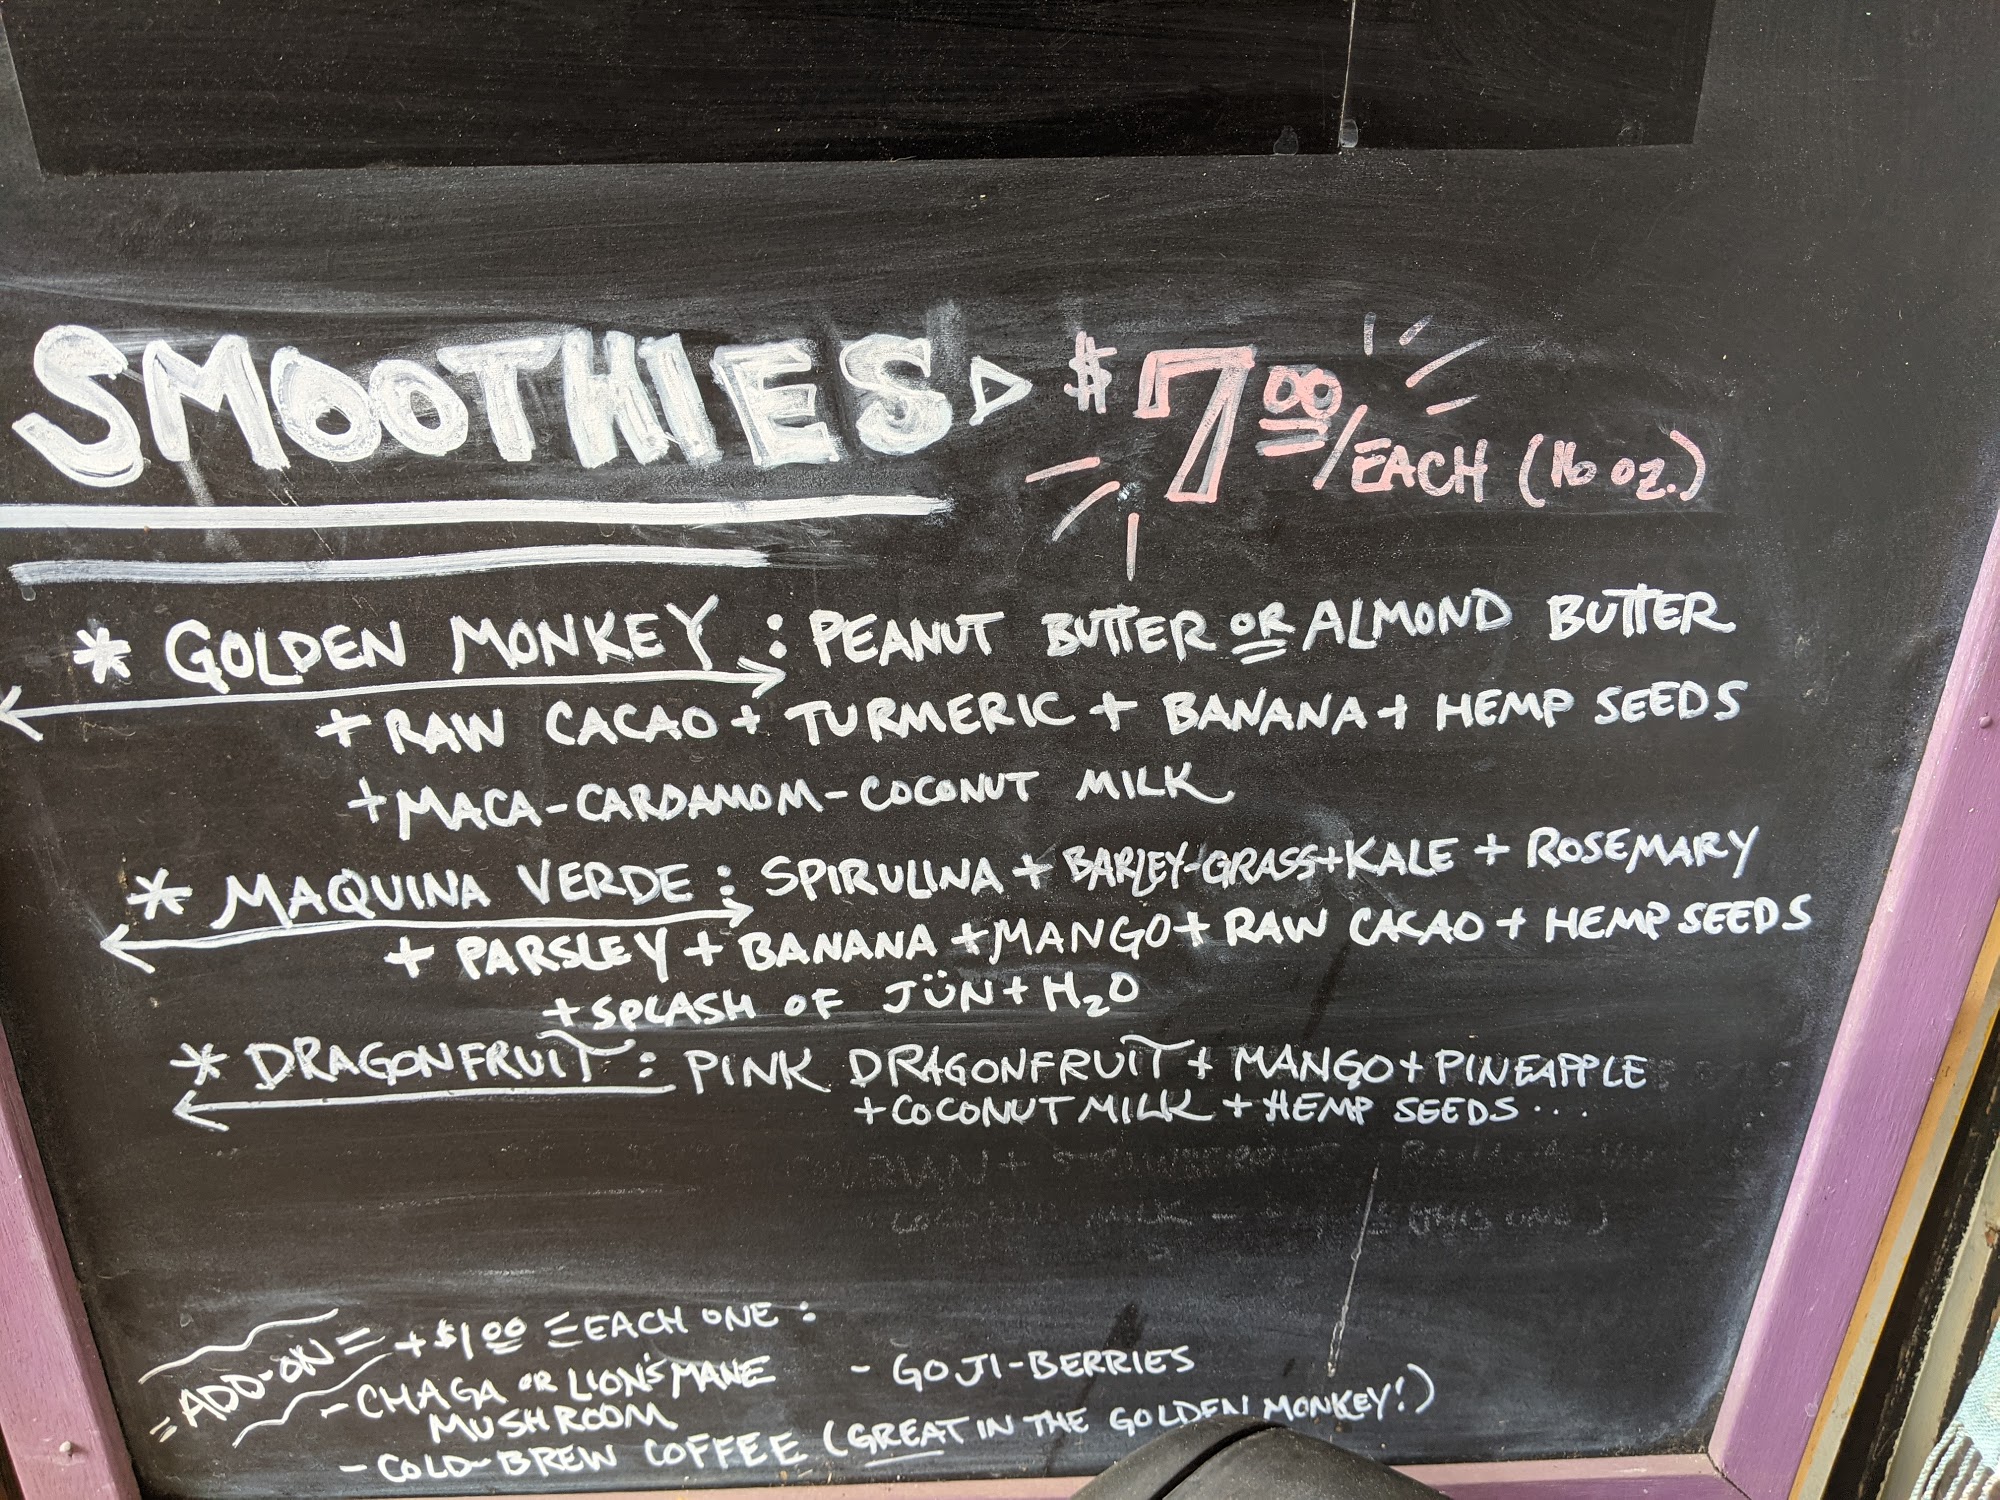 SMOOTHIES ▷ $7.00/EACH (16 OZ.)
* GOLDEN MONKEY : PEANUT BUTTER OR ALMOND BUTTER
+ RAW CACAO + TURMERIC + BANANA + HEMP SEEDS
+ MACA-CARDAMOM-COCONUT MILK
* MAQUINA VERDE : SPIRULINA + BARLEY-GRASS + KALE + ROSEMARY
+ PARSLEY + BANANA + MANGO + RAW CACAO + HEMP SEEDS
+ SPLASH OF JÜN + H₂O
* DRAGONFRUIT : PINK DRAGONFRUIT + MANGO + PINEAPPLE
+ COCONUT MILK + HEMP SEEDS ...
COCONUT MILK
= ADD-ON = + $1.00 = EACH ONE :
- CHAGA OR LION'S MANE
MUSHROOM
- GOJI-BERRIES
- COLD-BREW COFFEE (GREAT IN THE GOLDEN MONKEY!)